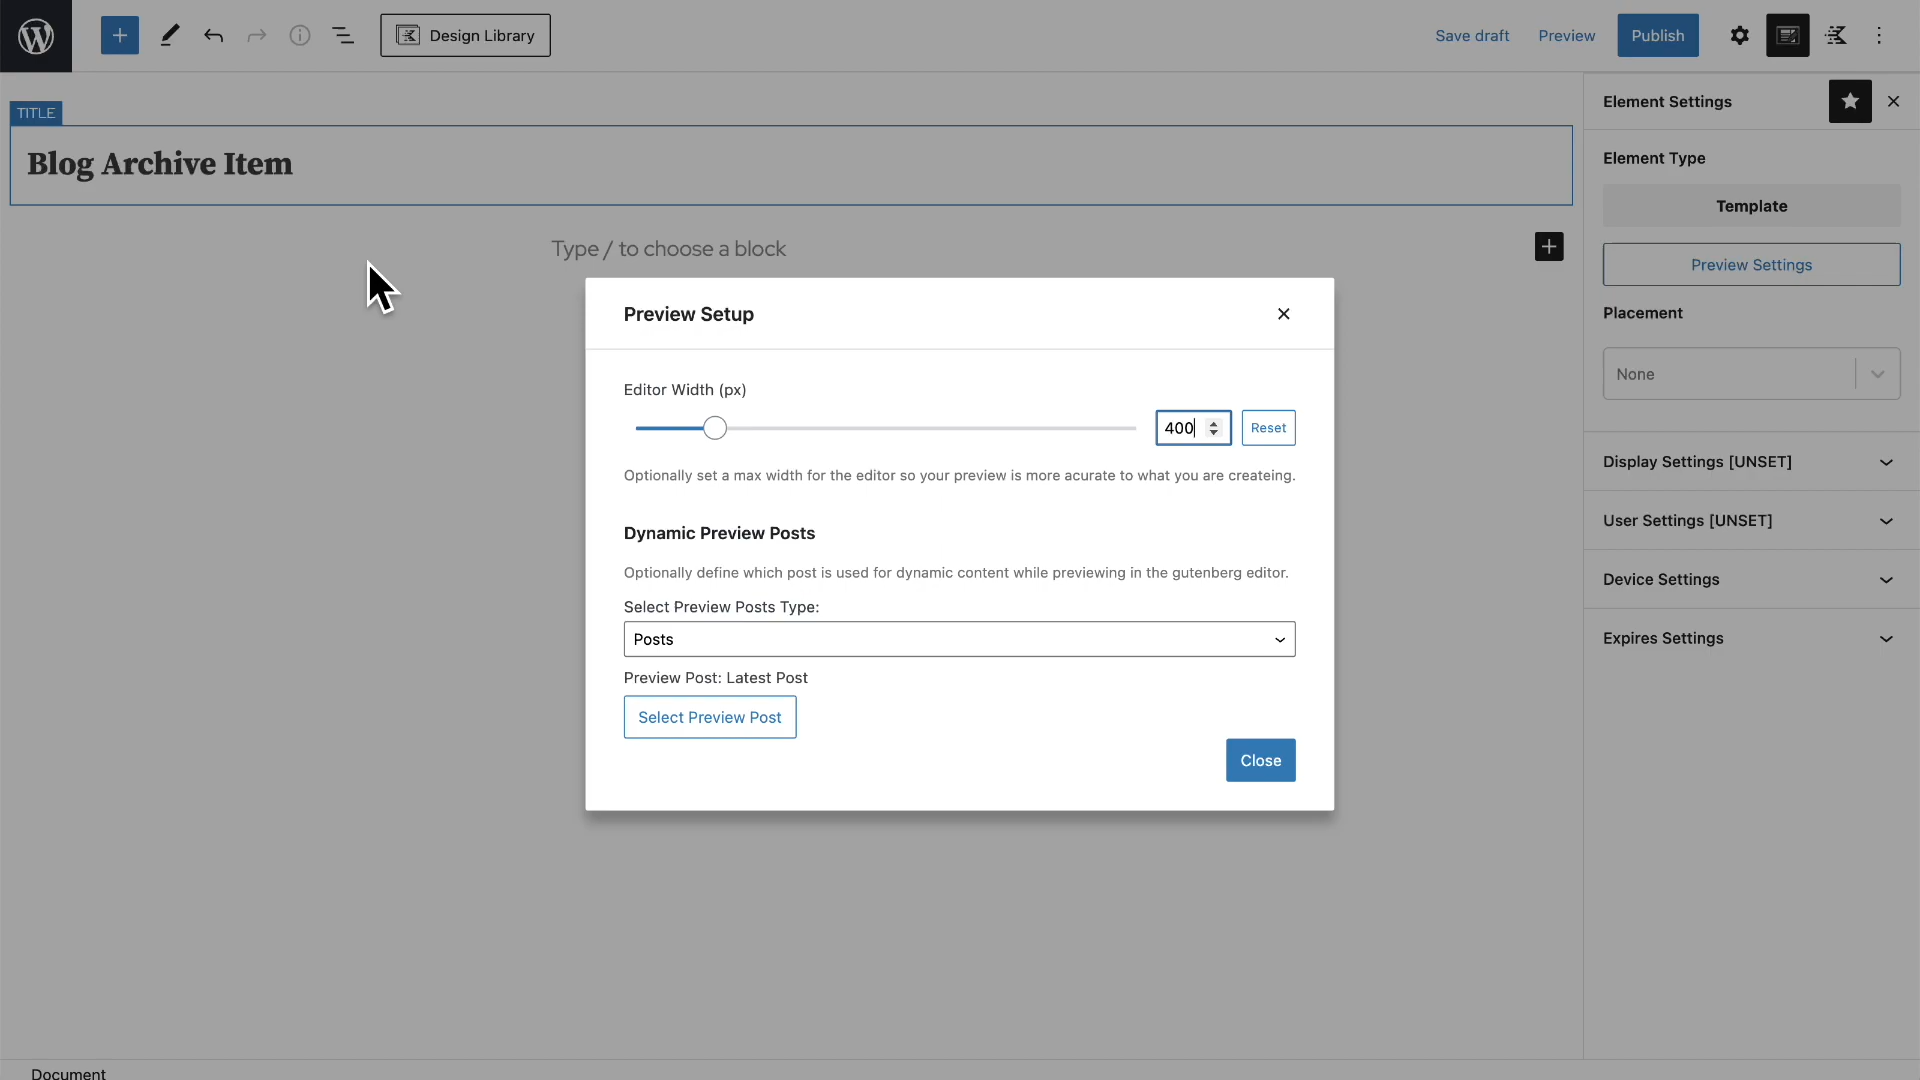 Design Library
Save draft
Preview
Publish
TITLE
Blog Archive Item
Type / to choose a block
Element Settings
Element Type
Template
Preview Settings
Placement
None
Display Settings [UNSET]
User Settings [UNSET]
Device Settings
Expires Settings
Preview Setup
Editor Width (px)
400
Reset
Optionally set a max width for the editor so your preview is more acurate to what you are createing.
Dynamic Preview Posts
Optionally define which post is used for dynamic content while previewing in the gutenberg editor.
Select Preview Posts Type:
Posts
Preview Post: Latest Post
Select Preview Post
Close
Document